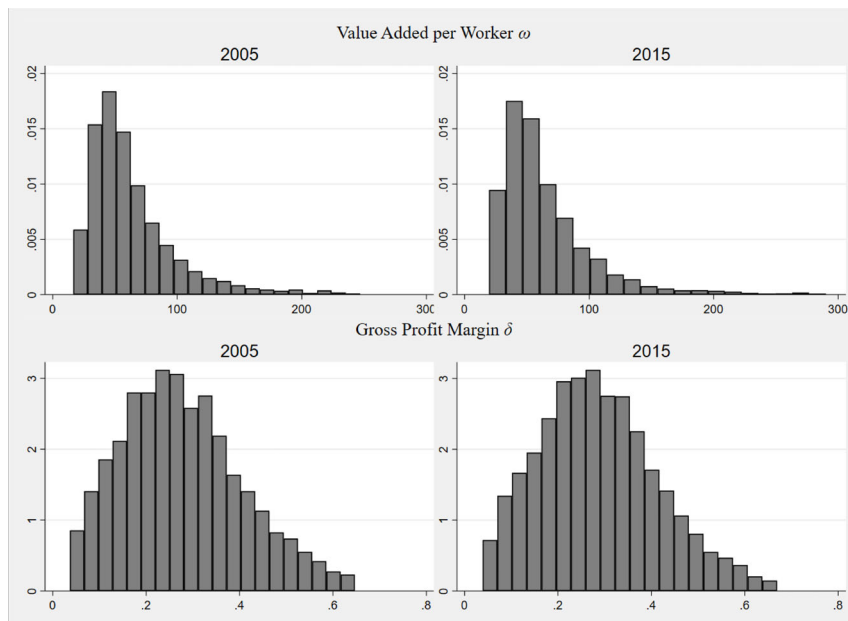 Value Added per Worker ω
2005 2015
.02 .02
.015 .015
.01 .01
.005 .005
0 0
0 100 200 300 0 100 200 300
Gross Profit Margin δ
2005 2015
3 3
2 2
1 1
0 0
0 .2 .4 .6 .8 0 .2 .4 .6 .8